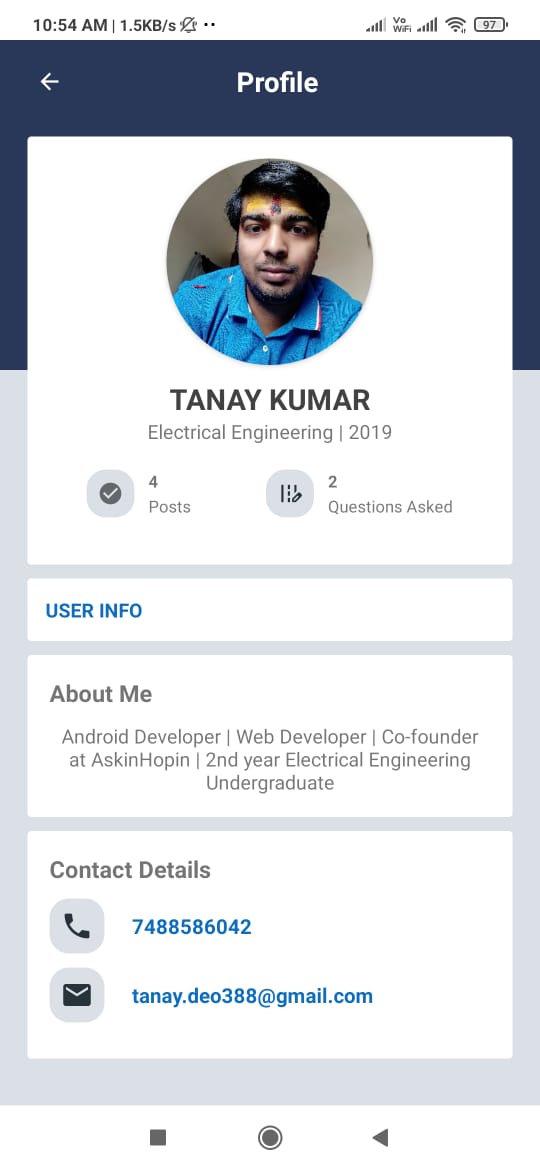 10:54 AM | 1.5KB/s
Vo
WiFi
97
Profile
TANAY KUMAR
Electrical Engineering | 2019
4
Posts
2
Questions Asked
USER INFO
About Me
Android Developer | Web Developer | Co-founder
at AskinHopin | 2nd year Electrical Engineering
Undergraduate
Contact Details
7488586042
tanay.deo388@gmail.com